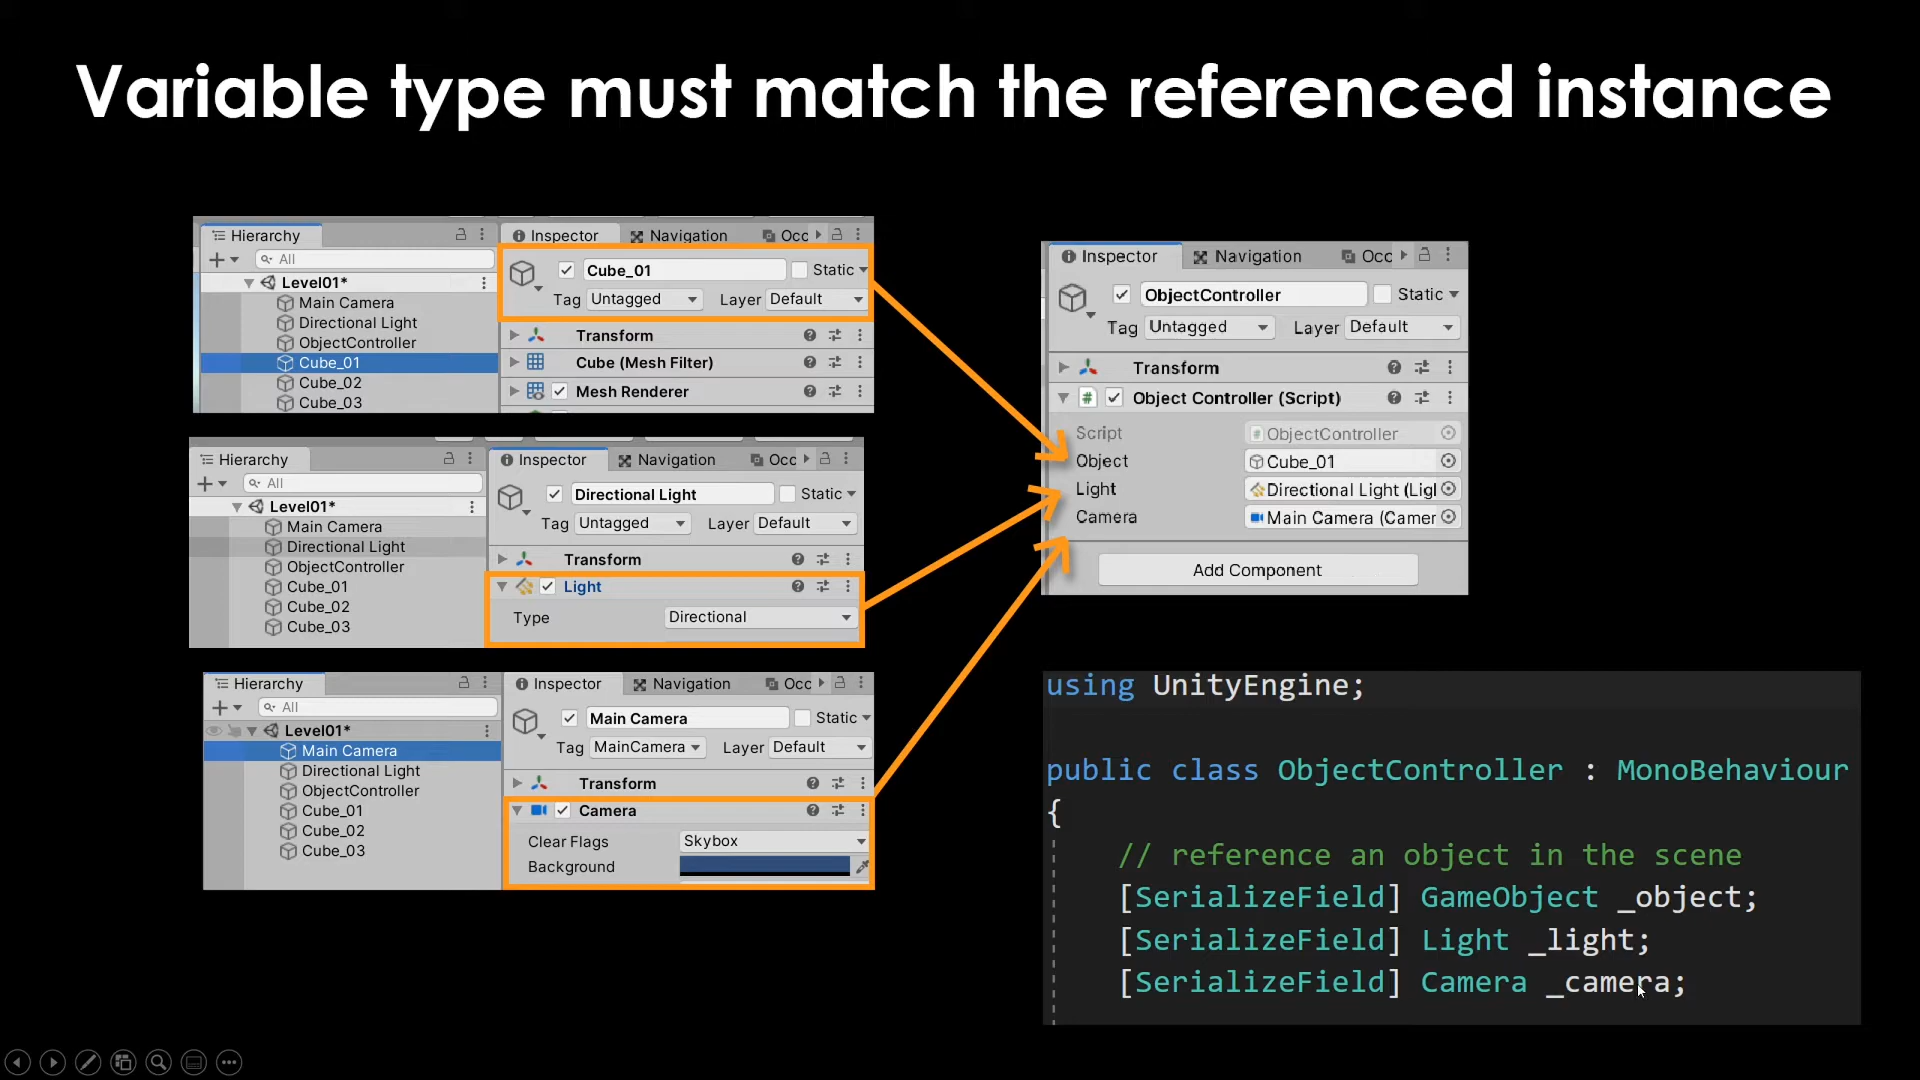 Variable type must match the referenced instance
Hierarchy
All
Level01*
Main Camera
Directional Light
ObjectController
Cube_01
Cube_02
Cube_03
Inspector Navigation Occ
Cube_01 Static
Tag Untagged Layer Default
Transform
Cube (Mesh Filter)
Mesh Renderer
Hierarchy
All
Level01*
Main Camera
Directional Light
ObjectController
Cube_01
Cube_02
Cube_03
Inspector Navigation Occ
Directional Light Static
Tag Untagged Layer Default
Transform
Light
Type Directional
Hierarchy
All
Level01*
Main Camera
Directional Light
ObjectController
Cube_01
Cube_02
Cube_03
Inspector Navigation Occ
Main Camera Static
Tag MainCamera Layer Default
Transform
Camera
Clear Flags Skybox
Background
Inspector Navigation Occ
ObjectController Static
Tag Untagged Layer Default
Transform
# Object Controller (Script)
Script # ObjectController
Object Cube_01
Light Directional Light (Ligl
Camera Main Camera (Camer
Add Component
using UnityEngine;
public class ObjectController : MonoBehaviour
{
// reference an object in the scene
[SerializeField] GameObject _object;
[SerializeField] Light _light;
[SerializeField] Camera _camera;